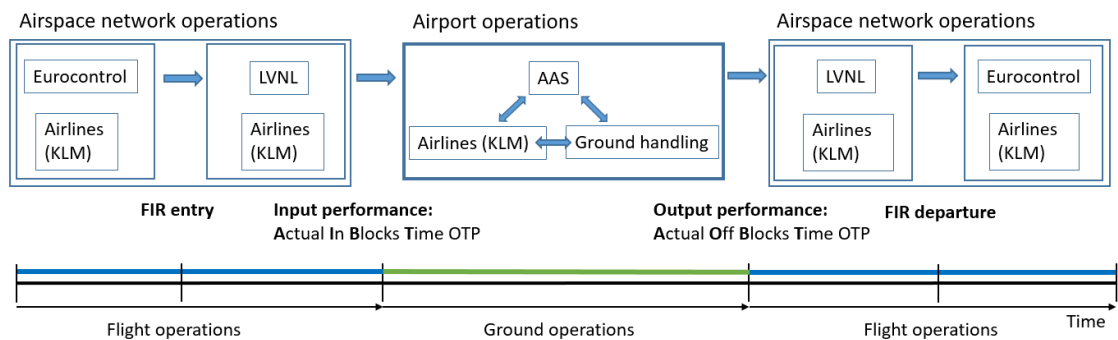 Airspace network operations
Airport operations
Airspace network operations
Eurocontrol
LVNL
AAS
LVNL
Eurocontrol
Airlines
(KLM)
Airlines
(KLM)
Airlines (KLM)
Ground handling
Airlines
(KLM)
Airlines
(KLM)
FIR entry
Input performance:
Actual In Blocks Time OTP
Output performance:
Actual Off Blocks Time OTP
FIR departure
Time
Flight operations
Ground operations
Flight operations